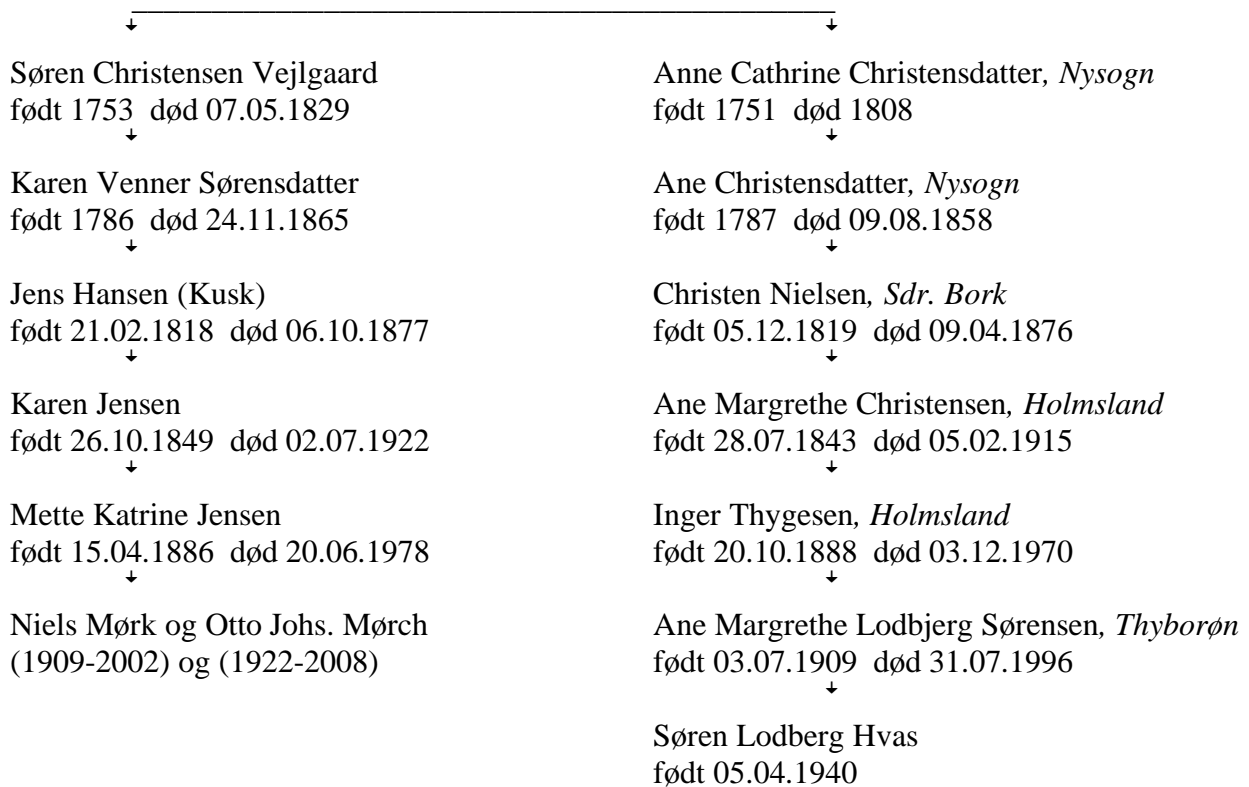 Søren Christensen Vejlgaard
født 1753 død 07.05.1829
Karen Venner Sørensdatter
født 1786 død 24.11.1865
Jens Hansen (Kusk)
født 21.02.1818 død 06.10.1877
Karen Jensen
født 26.10.1849 død 02.07.1922
Mette Katrine Jensen
født 15.04.1886 død 20.06.1978
Niels Mørk og Otto Johs. Mørch
(1909-2002) og (1922-2008)
Anne Cathrine Christensdatter, Nysogn
født 1751 død 1808
Ane Christensdatter, Nysogn
født 1787 død 09.08.1858
Christen Nielsen, Sdr. Bork
født 05.12.1819 død 09.04.1876
Ane Margrethe Christensen, Holmsland
født 28.07.1843 død 05.02.1915
Inger Thygesen, Holmsland
født 20.10.1888 død 03.12.1970
Ane Margrethe Lodbjerg Sørensen, Thyborøn
født 03.07.1909 død 31.07.1996
Søren Lodberg Hvas
født 05.04.1940